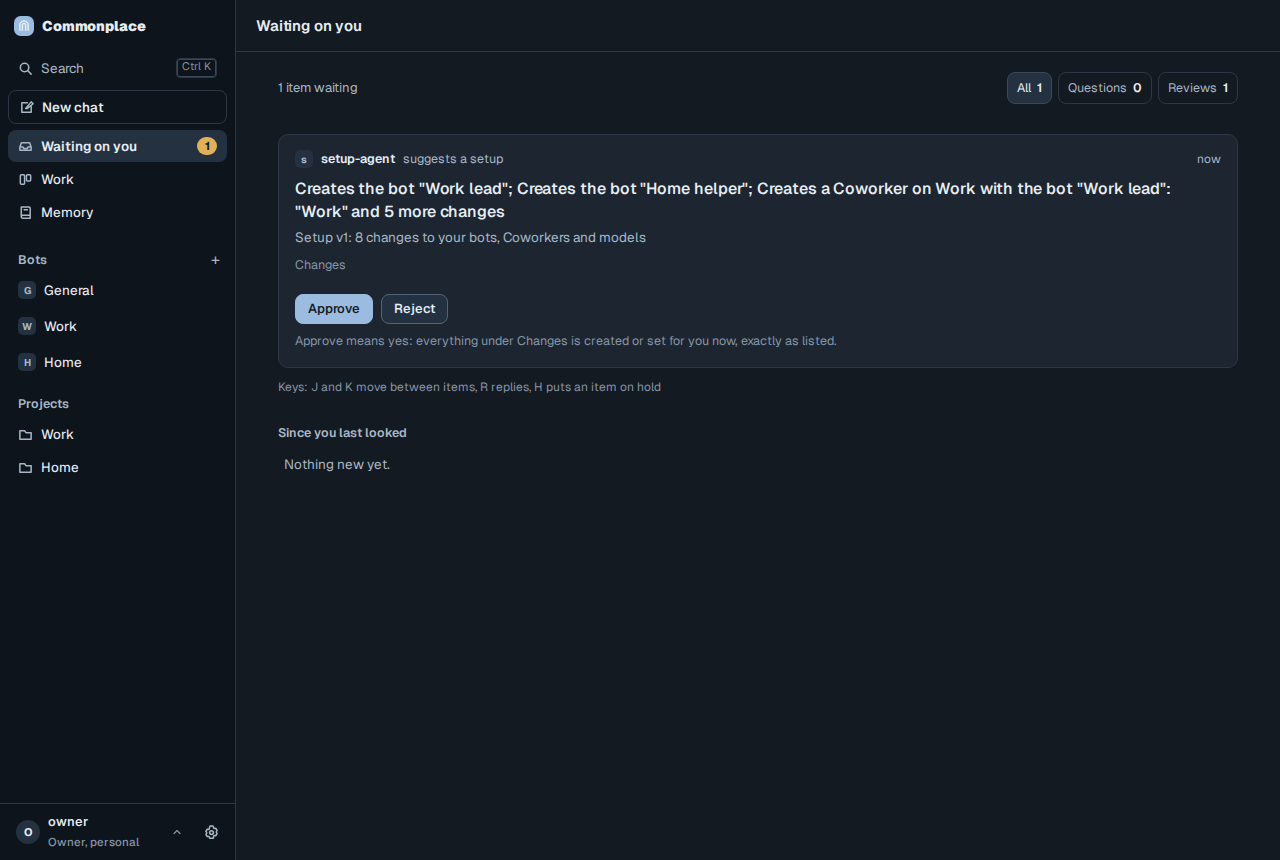 Commonplace
Search
Ctrl K
New chat
Waiting on you
1
Work
Memory
Bots
+
G
General
W
Work
H
Home
Projects
Work
Home
O
owner
Owner, personal
Waiting on you
1 item waiting
All 1
Questions 0
Reviews 1
s
setup-agent suggests a setup
now
Creates the bot "Work lead"; Creates the bot "Home helper"; Creates a Coworker on Work with the bot "Work lead":
"Work" and 5 more changes
Setup v1: 8 changes to your bots, Coworkers and models
Changes
Approve
Reject
Approve means yes: everything under Changes is created or set for you now, exactly as listed.
Keys: J and K move between items, R replies, H puts an item on hold
Since you last looked
Nothing new yet.